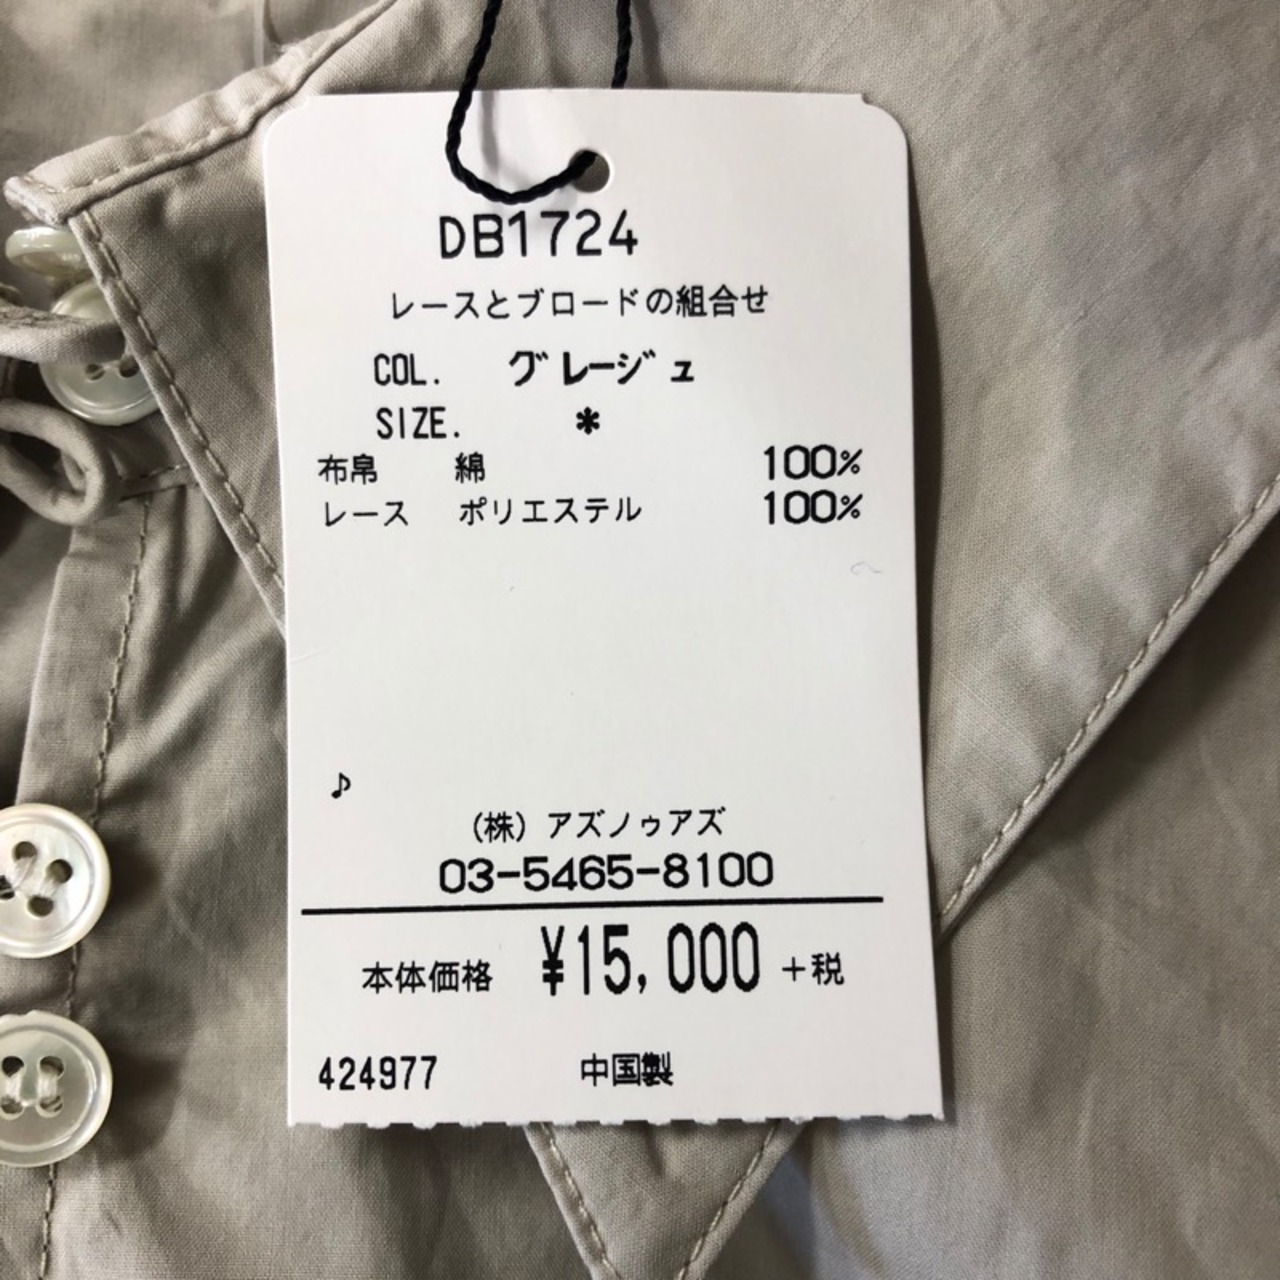 DB1724
レースとブロードの組合せ
COL. グレージュ
SIZE. *
布帛 綿 100%
レース ポリエステル 100%
♪
(株) アズノゥアズ
03-5465-8100
本体価格 ¥15,000 +税
424977 中国製